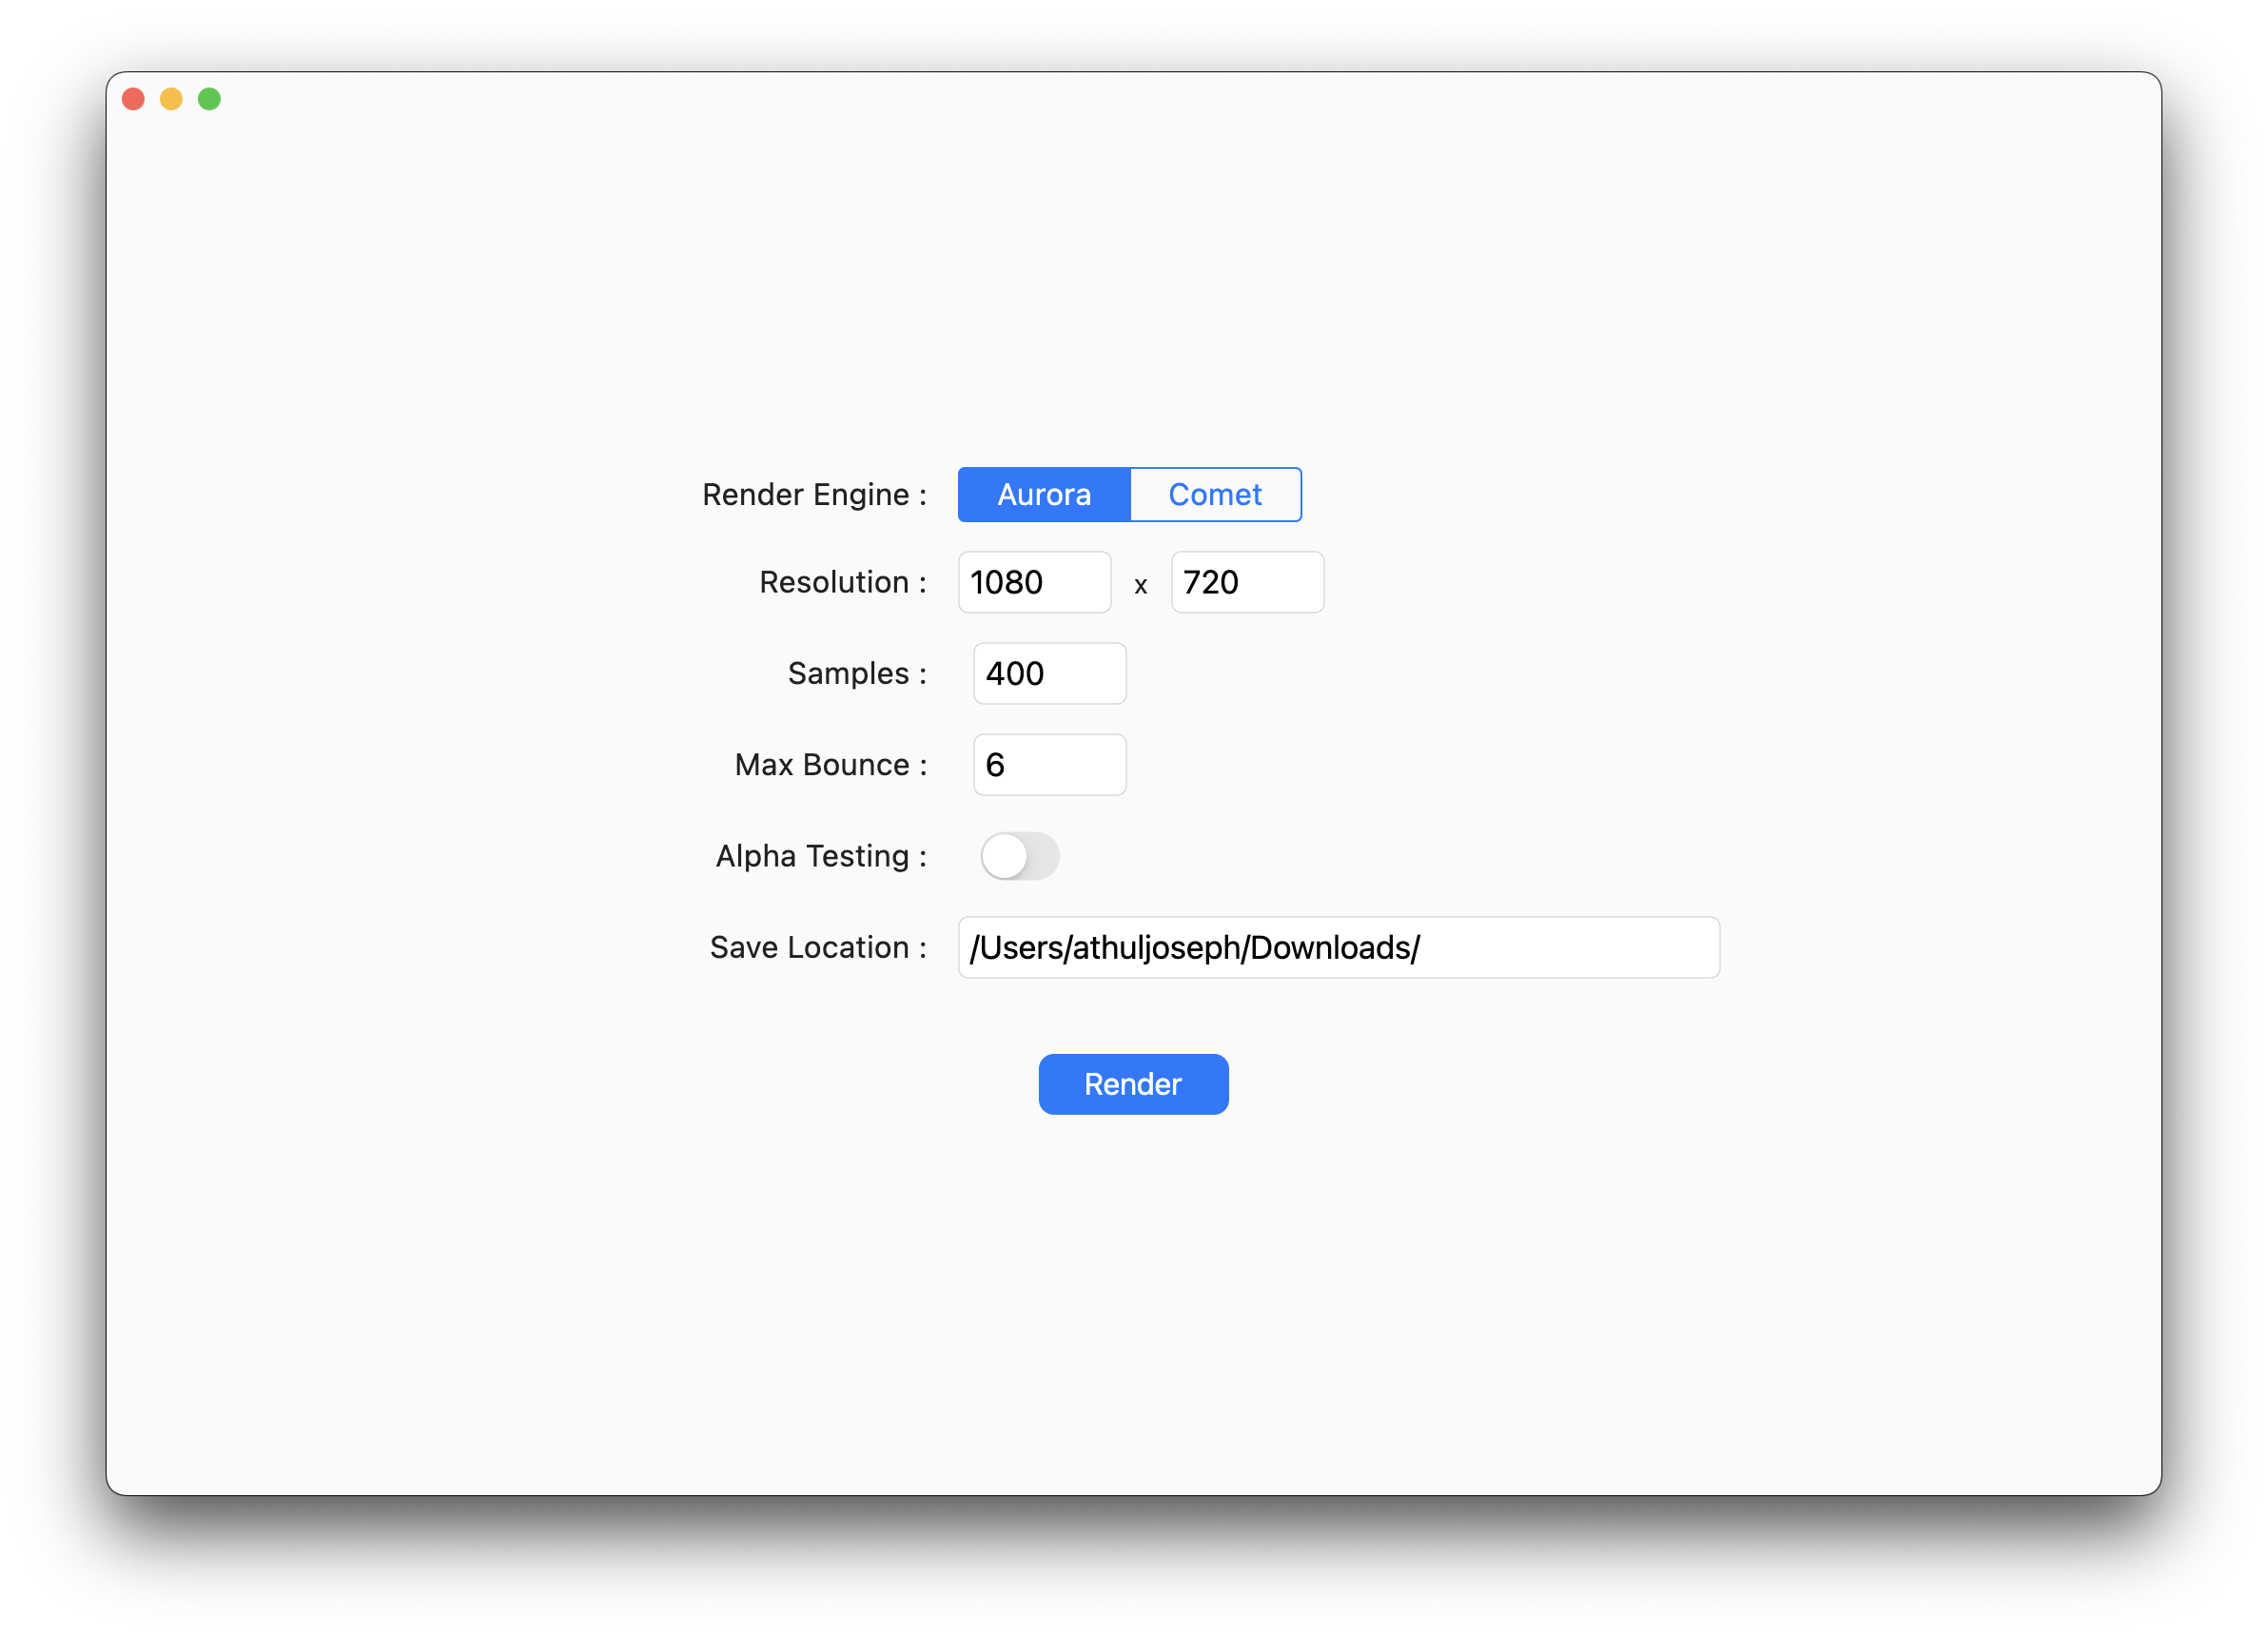 Render Engine : Aurora Comet
Resolution : 1080 x 720
Samples : 400
Max Bounce : 6
Alpha Testing :
Save Location : /Users/athuljoseph/Downloads/
Render